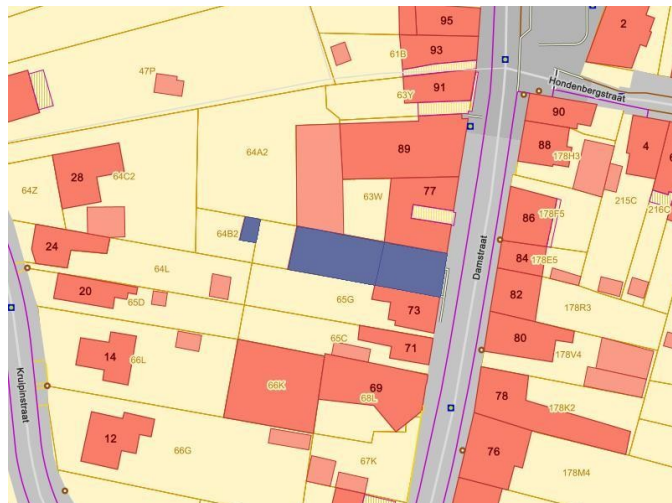 95
2
93
61B
47P
91
63Y
Hondenbergstraat
90
88
178H3
4
89
64A2
28
64C2
77
63W
64Z
215C
216C
86
178F5
64B2
24
84
178E5
64L
Damstraat
20
65D
65G
82
178R3
73
65C
80
178V4
71
14
66L
Kruipinstraat
66K
69
68L
78
178K2
12
66G
76
67K
178M4